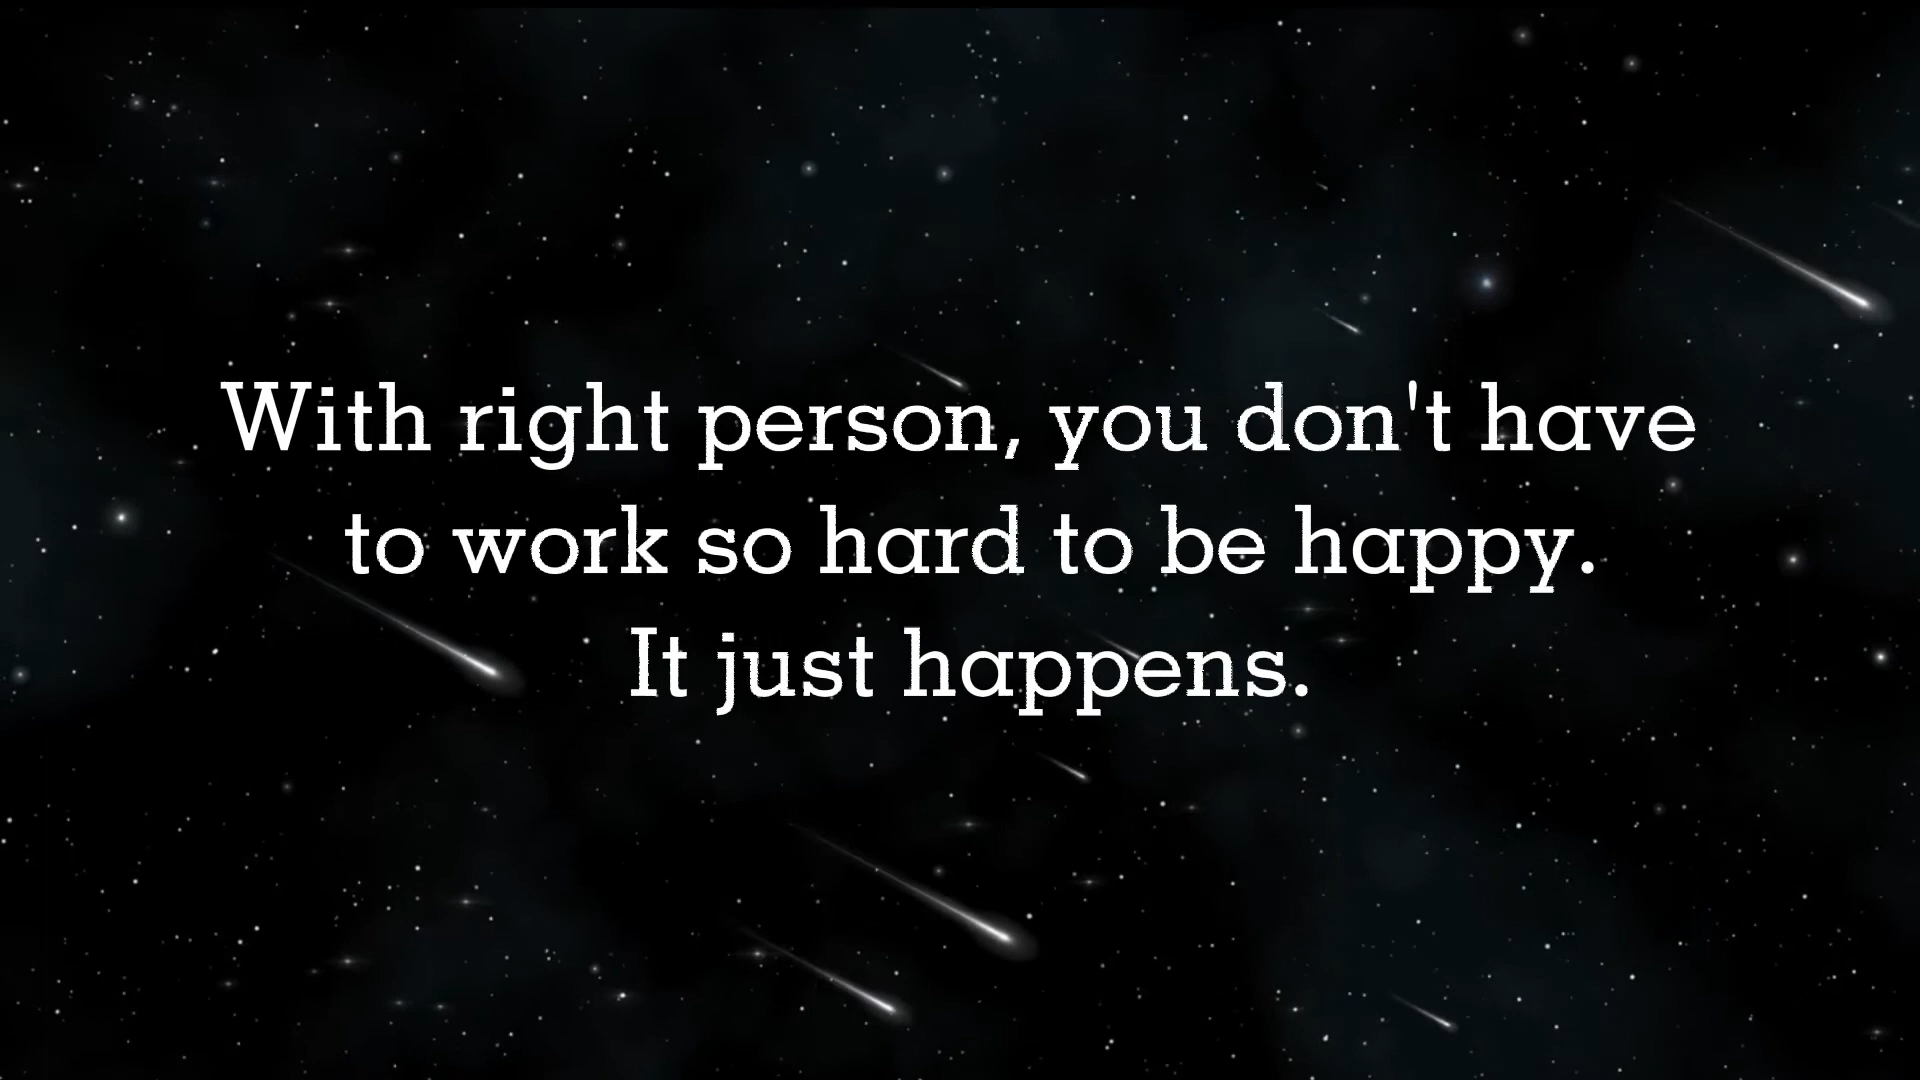 With right person, you don't have
to work so hard to be happy.
It just happens.